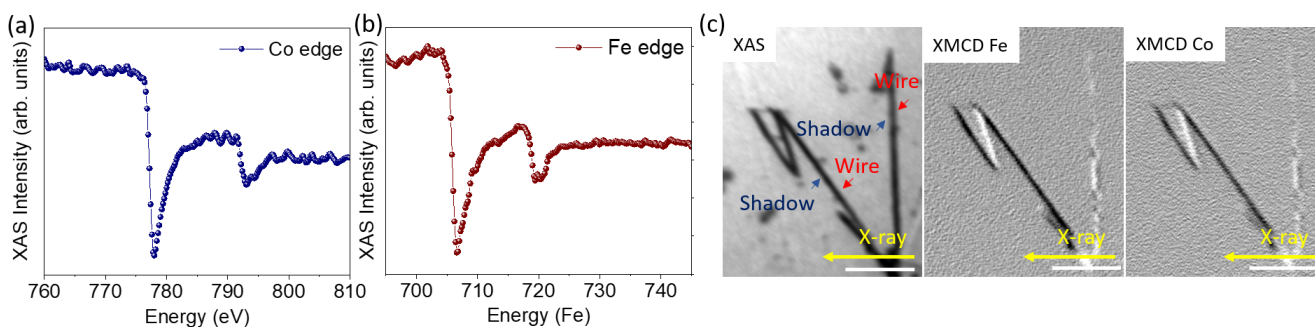 (a)
Co edge
XAS Intensity (arb. units)
760 770 780 790 800 810
Energy (eV)
(b)
Fe edge
XAS Intensity (arb. units)
700 710 720 730 740
Energy (Fe)
(c)
XAS
Wire
Shadow
Wire
Shadow
X-ray
XMCD Fe
X-ray
XMCD Co
X-ray